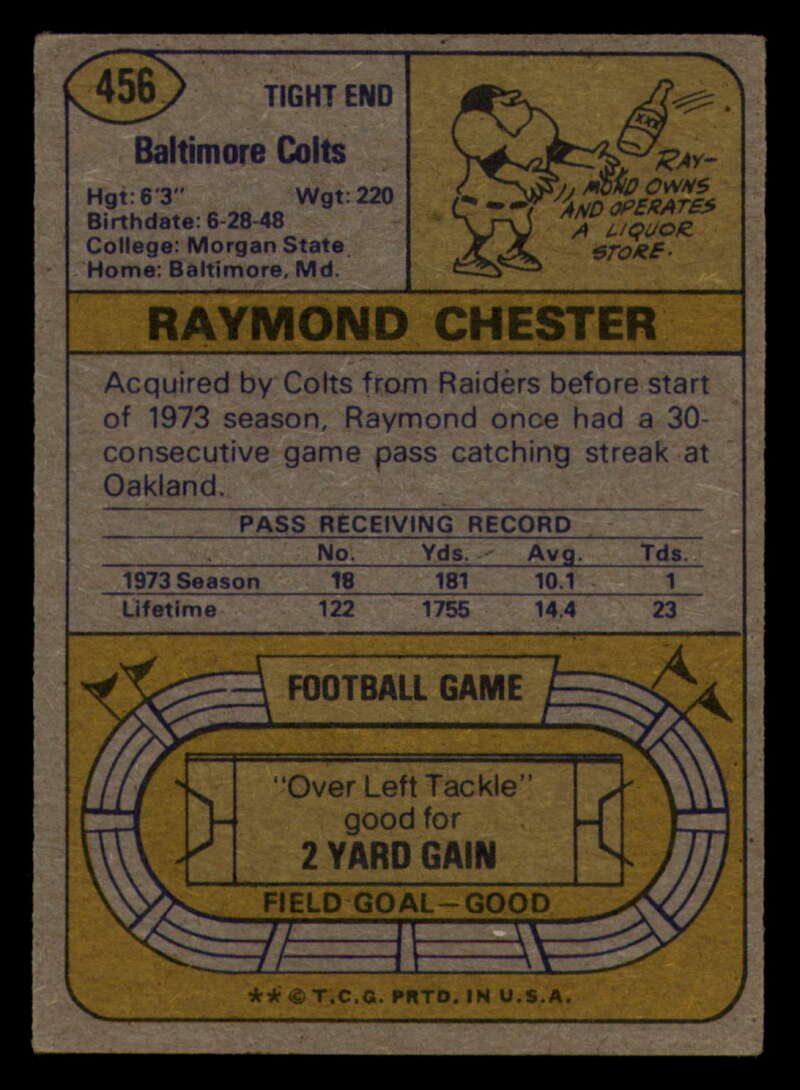 456
TIGHT END
Baltimore Colts
Hgt: 6'3" Wgt: 220
Birthdate: 6-28-48
College: Morgan State
Home: Baltimore, Md.
XXX
RAY-
MOND OWNS
AND OPERATES
A LIQUOR
STORE.
RAYMOND CHESTER
Acquired by Colts from Raiders before start
of 1973 season, Raymond once had a 30-
consecutive game pass catching streak at
Oakland.
PASS RECEIVING RECORD
No. Yds. Avg. Tds.
1973 Season 18 181 10.1 1
Lifetime 122 1755 14.4 23
FOOTBALL GAME
"Over Left Tackle"
good for
2 YARD GAIN
FIELD GOAL—GOOD
** © T.C.G. PRTD. IN U.S.A.